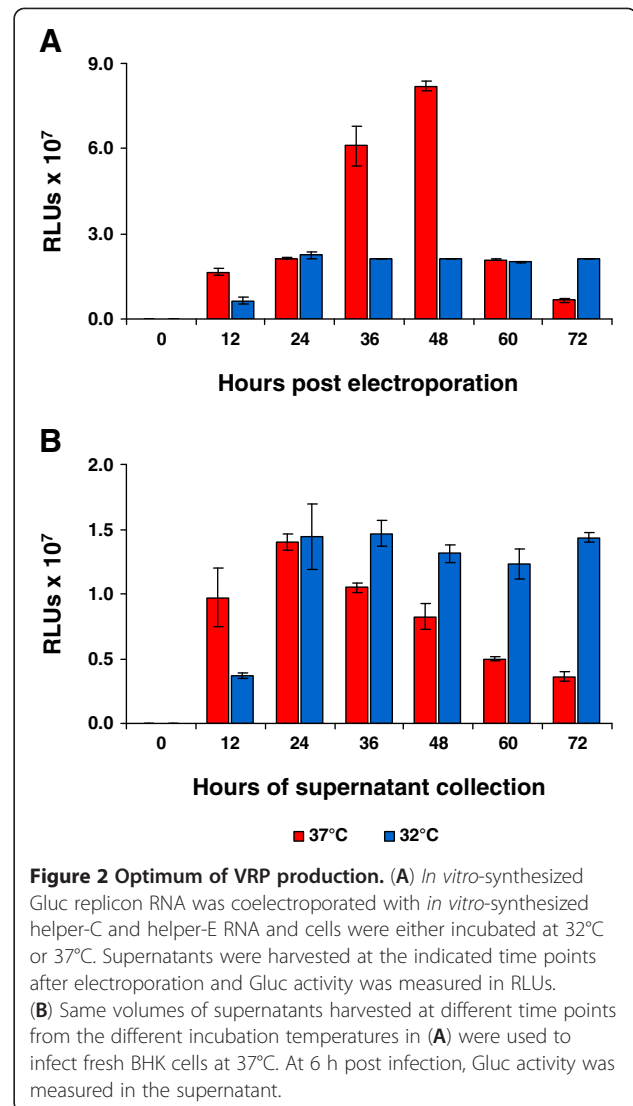 A
9.0
6.0
3.0
0.0
RLUs x 10⁷
0 12 24 36 48 60 72
Hours post electroporation
B
2.0
1.5
1.0
0.5
0.0
RLUs x 10⁷
0 12 24 36 48 60 72
Hours of supernatant collection
37°C 32°C
Figure 2 Optimum of VRP production. (A) In vitro-synthesized
Gluc replicon RNA was coelectroporated with in vitro-synthesized
helper-C and helper-E RNA and cells were either incubated at 32°C
or 37°C. Supernatants were harvested at the indicated time points
after electroporation and Gluc activity was measured in RLUs.
(B) Same volumes of supernatants harvested at different time points
from the different incubation temperatures in (A) were used to
infect fresh BHK cells at 37°C. At 6 h post infection, Gluc activity was
measured in the supernatant.